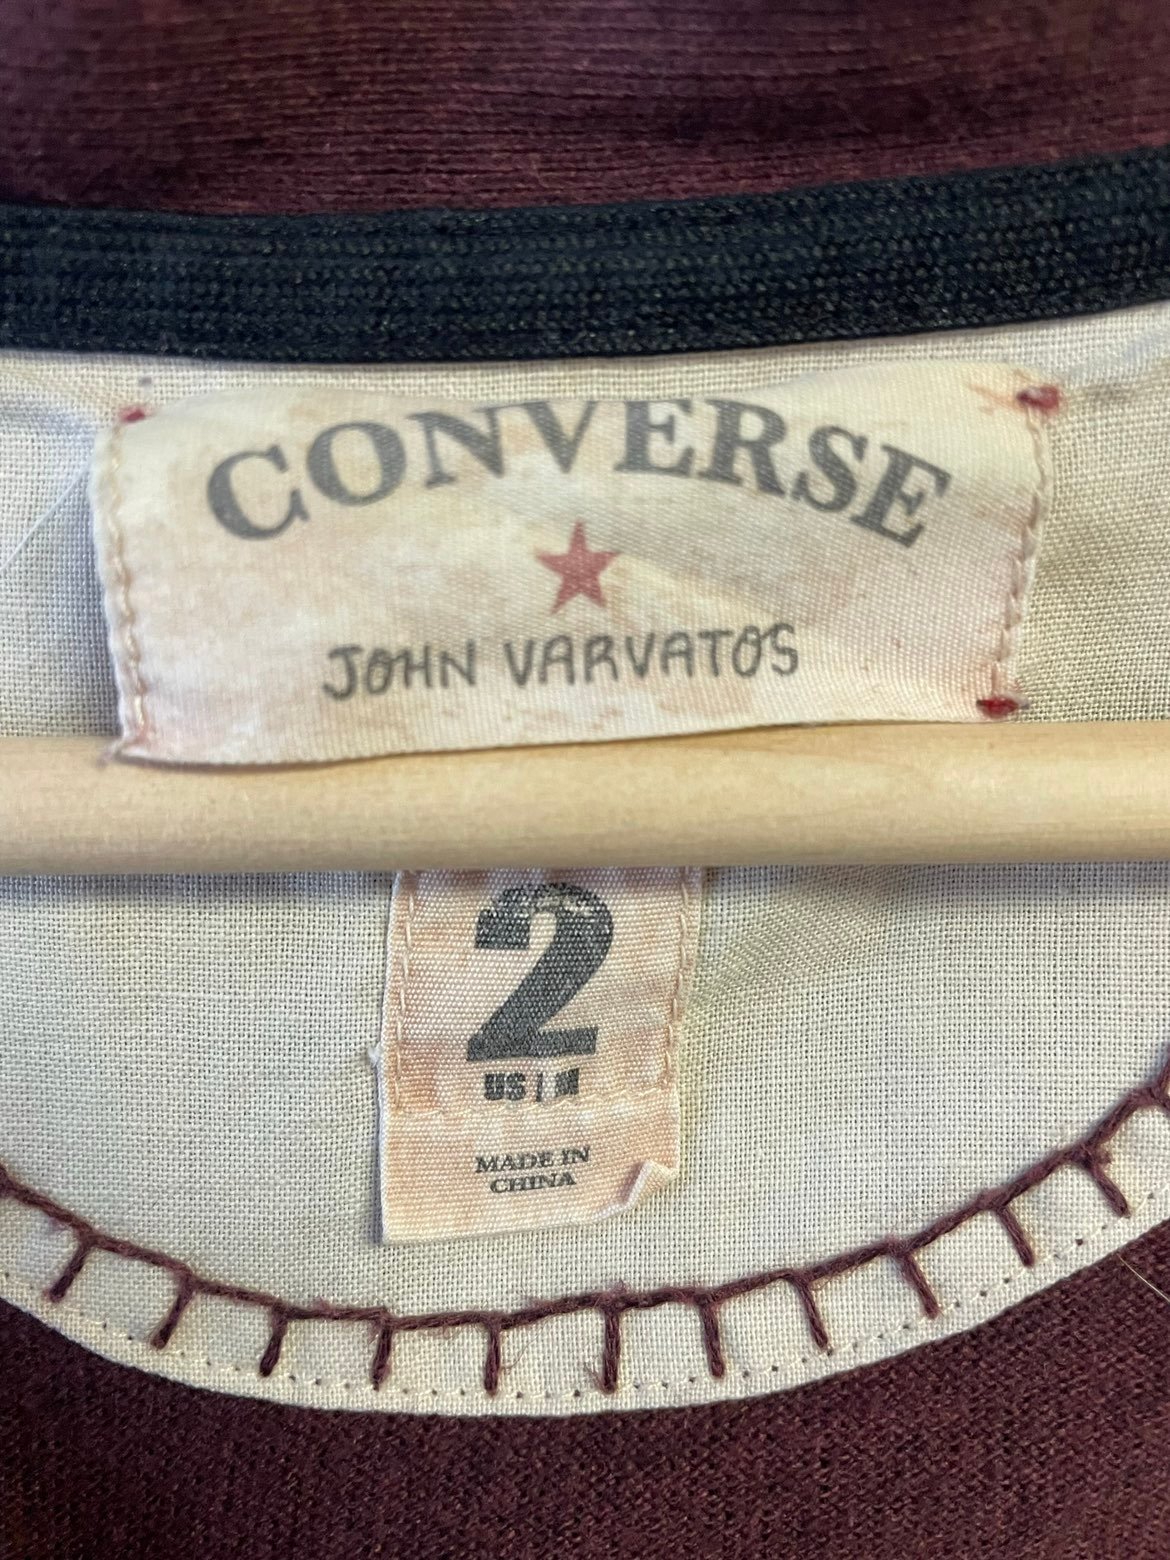 CONVERSE
JOHN VARVATOS
2
US | M
MADE IN
CHINA